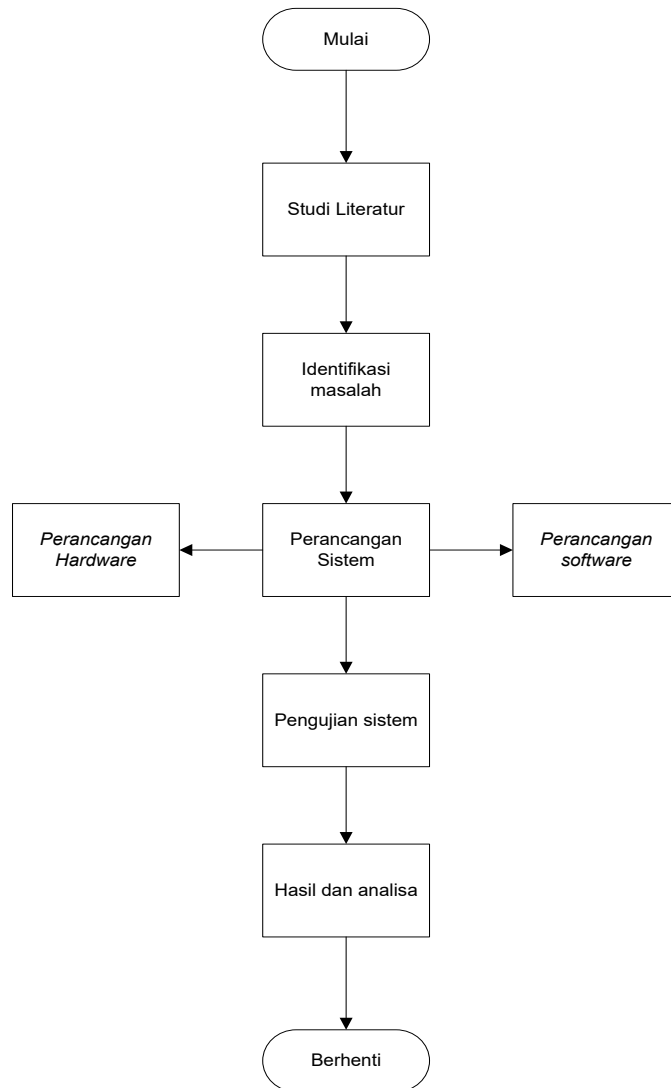 Mulai
Studi Literatur
Identifikasi
masalah
Perancangan
Hardware
Perancangan
Sistem
Perancangan
software
Pengujian sistem
Hasil dan analisa
Berhenti